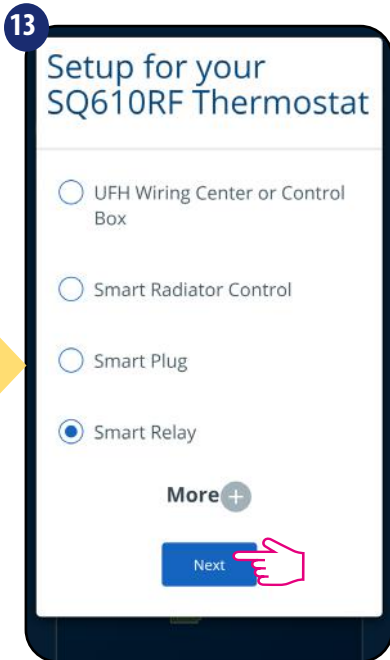 13
Setup for your
SQ610RF Thermostat
UFH Wiring Center or Control
Box
Smart Radiator Control
Smart Plug
Smart Relay
More +
Next